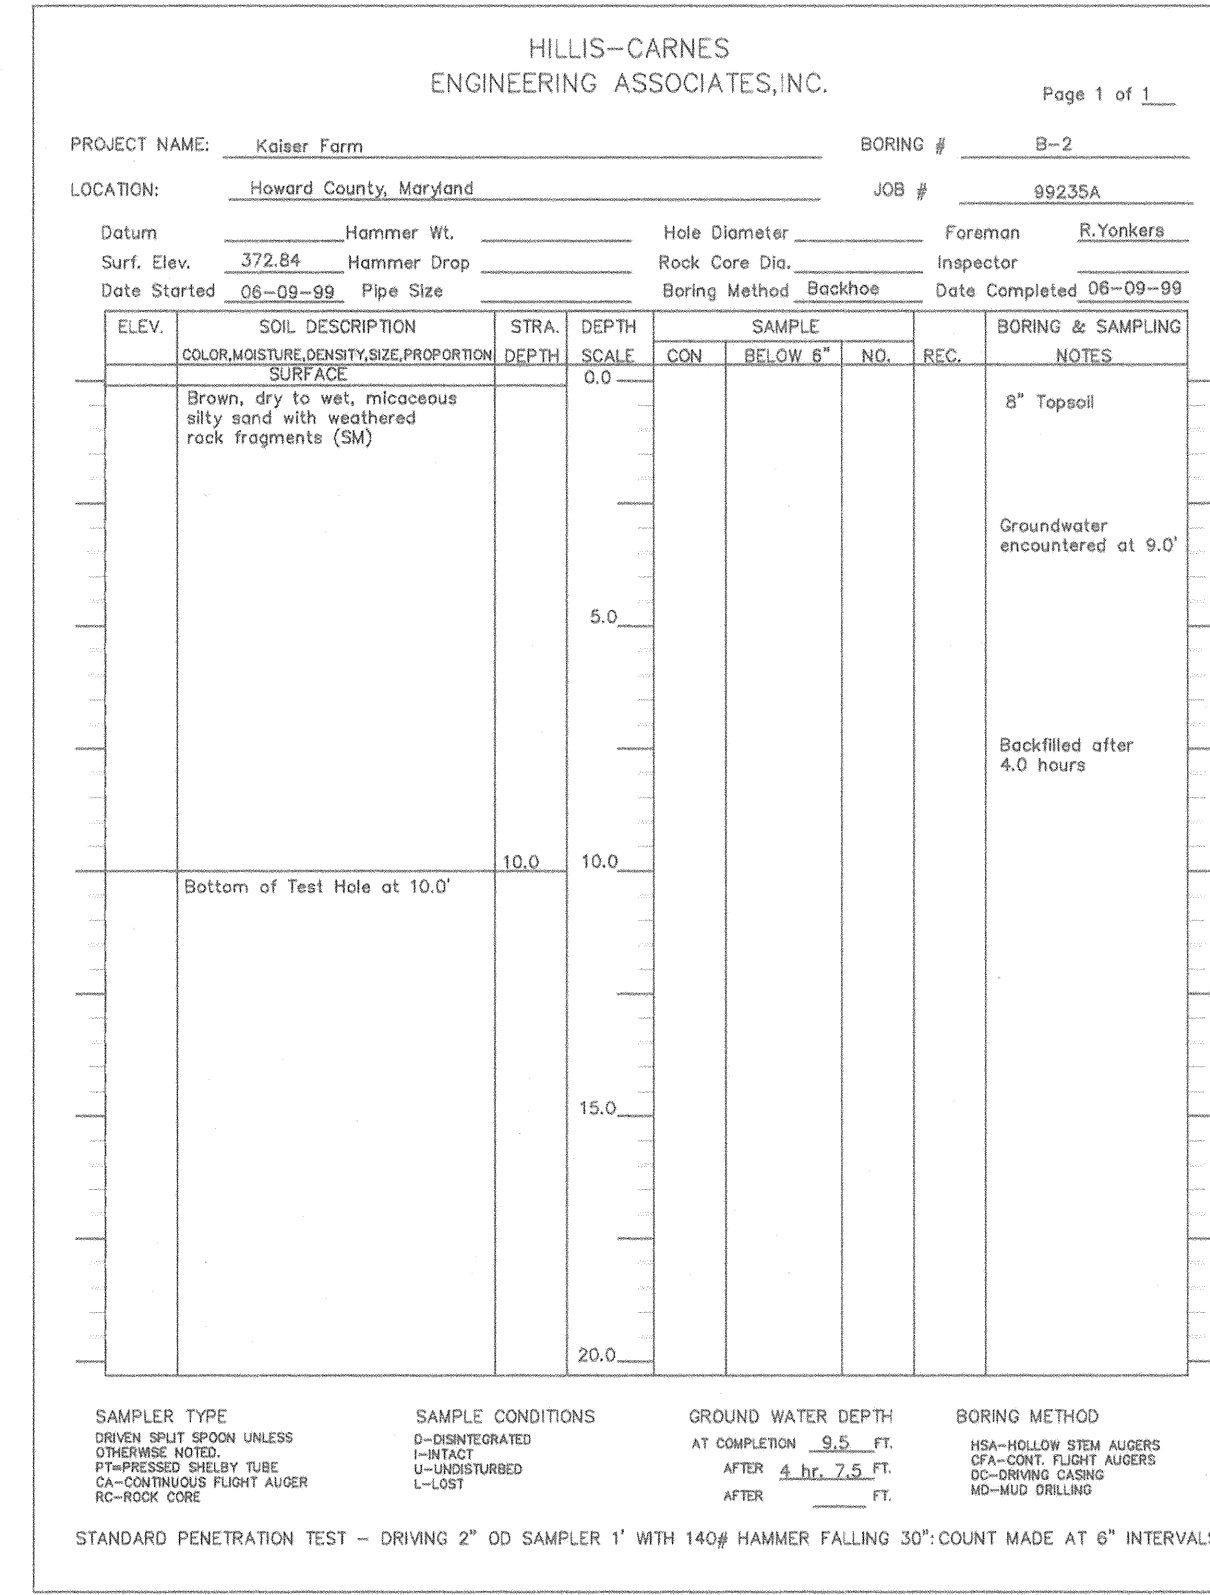 HILLIS-CARNES
ENGINEERING ASSOCIATES,INC.
Page 1 of 1
PROJECT NAME: Kaiser Farm BORING # B-2
LOCATION: Howard County, Maryland JOB # 99235A
Datum Hammer Wt. Hole Diameter Foreman R.Yonkers
Surf. Elev. 372.84 Hammer Drop Rock Core Dia. Inspector
Date Started 06-09-99 Pipe Size Boring Method Backhoe Date Completed 06-09-99
ELEV. SOIL DESCRIPTION STRA. DEPTH SAMPLE BORING & SAMPLING
COLOR,MOISTURE,DENSITY,SIZE,PROPORTION DEPTH SCALE CON BELOW 6" NO. REC. NOTES
SURFACE 0.0
Brown, dry to wet, micaceous
silty sand with weathered
rock fragments (SM)
8" Topsoil
Groundwater
encountered at 9.0'
5.0
Backfilled after
4.0 hours
10.0 10.0
Bottom of Test Hole at 10.0'
15.0
20.0
SAMPLER TYPE
DRIVEN SPLIT SPOON UNLESS
OTHERWISE NOTED.
PT=PRESSED SHELBY TUBE
CA-CONTINUOUS FLIGHT AUGER
RC-ROCK CORE
SAMPLE CONDITIONS
D-DISINTEGRATED
I-INTACT
U-UNDISTURBED
L-LOST
GROUND WATER DEPTH
AT COMPLETION 9.5 FT.
AFTER 4 hr. 7.5 FT.
AFTER FT.
BORING METHOD
HSA-HOLLOW STEM AUGERS
CFA-CONT. FLIGHT AUGERS
DC-DRIVING CASING
MD-MUD DRILLING
STANDARD PENETRATION TEST - DRIVING 2" OD SAMPLER 1' WITH 140# HAMMER FALLING 30":COUNT MADE AT 6" INTERVALS